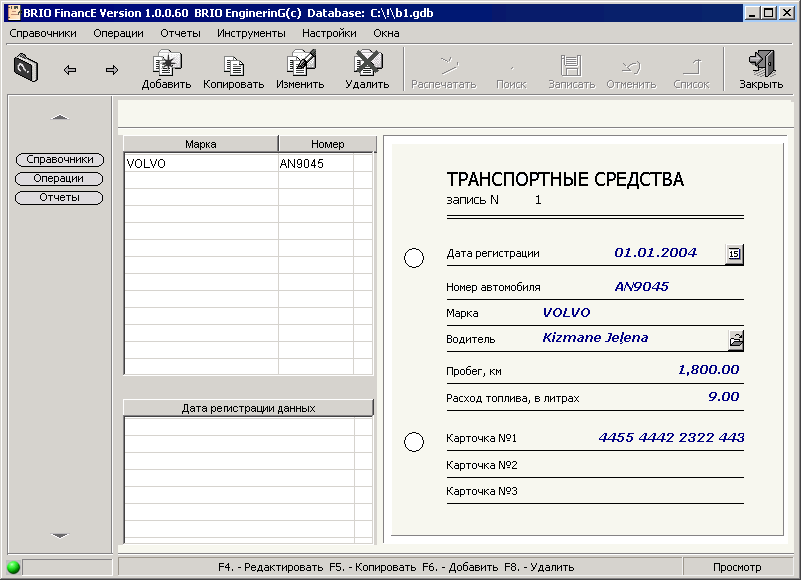 BRIO FinancE Version 1.0.0.60 BRIO EngineerinG(c) Database: C:\!\b1.gdb
Справочники Операции Отчеты Инструменты Настройки Окна
Добавить Копировать Изменить Удалить Распечатать Поиск Записать Отменить Список Закрыть
Справочники
Операции
Отчеты
Марка Номер
VOLVO AN9045
Дата регистрации данных
ТРАНСПОРТНЫЕ СРЕДСТВА
запись N 1
Дата регистрации 01.01.2004 15
Номер автомобиля AN9045
Марка VOLVO
Водитель Kizmane Jeļena
Пробег, км 1,800.00
Расход топлива, в литрах 9.00
Карточка №1 4455 4442 2322 443
Карточка №2
Карточка №3
F4. - Редактировать F5. - Копировать F6. - Добавить F8. - Удалить Просмотр